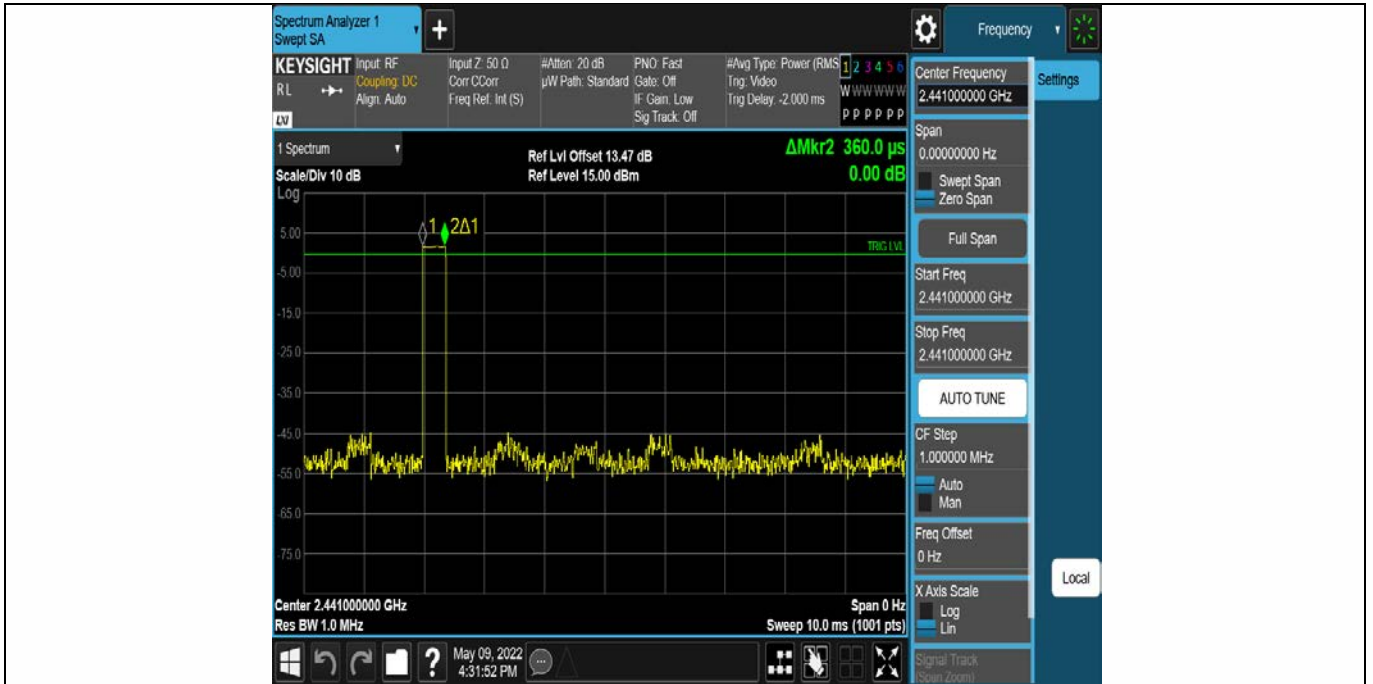 Spectrum Analyzer 1
Swept SA
+
Frequency
KEYSIGHT
RL
LXI
Input: RF
Coupling: DC
Align: Auto
Input Z: 50 Ω
Corr CCorr
Freq Ref: Int (S)
#Atten: 20 dB
µW Path: Standard
PNO: Fast
Gate: Off
IF Gain: Low
Sig Track: Off
#Avg Type: Power (RMS
Trig: Video
Trig Delay: -2.000 ms
1 2 3 4 5 6
W W W W W W
P P P P P P
1 Spectrum
Scale/Div 10 dB
Log
Ref Lvl Offset 13.47 dB
Ref Level 15.00 dBm
ΔMkr2 360.0 µs
0.00 dB
1
2Δ1
TRIG LVL
5.00
-5.00
-15.0
-25.0
-35.0
-45.0
-55.0
-65.0
-75.0
Center 2.441000000 GHz
Res BW 1.0 MHz
Span 0 Hz
Sweep 10.0 ms (1001 pts)
Center Frequency
2.441000000 GHz
Span
0.00000000 Hz
Swept Span
Zero Span
Full Span
Start Freq
2.441000000 GHz
Stop Freq
2.441000000 GHz
AUTO TUNE
CF Step
1.000000 MHz
Auto
Man
Freq Offset
0 Hz
X Axis Scale
Log
Lin
Signal Track
(Span Zoom)
Settings
Local
?
May 09, 2022
4:31:52 PM